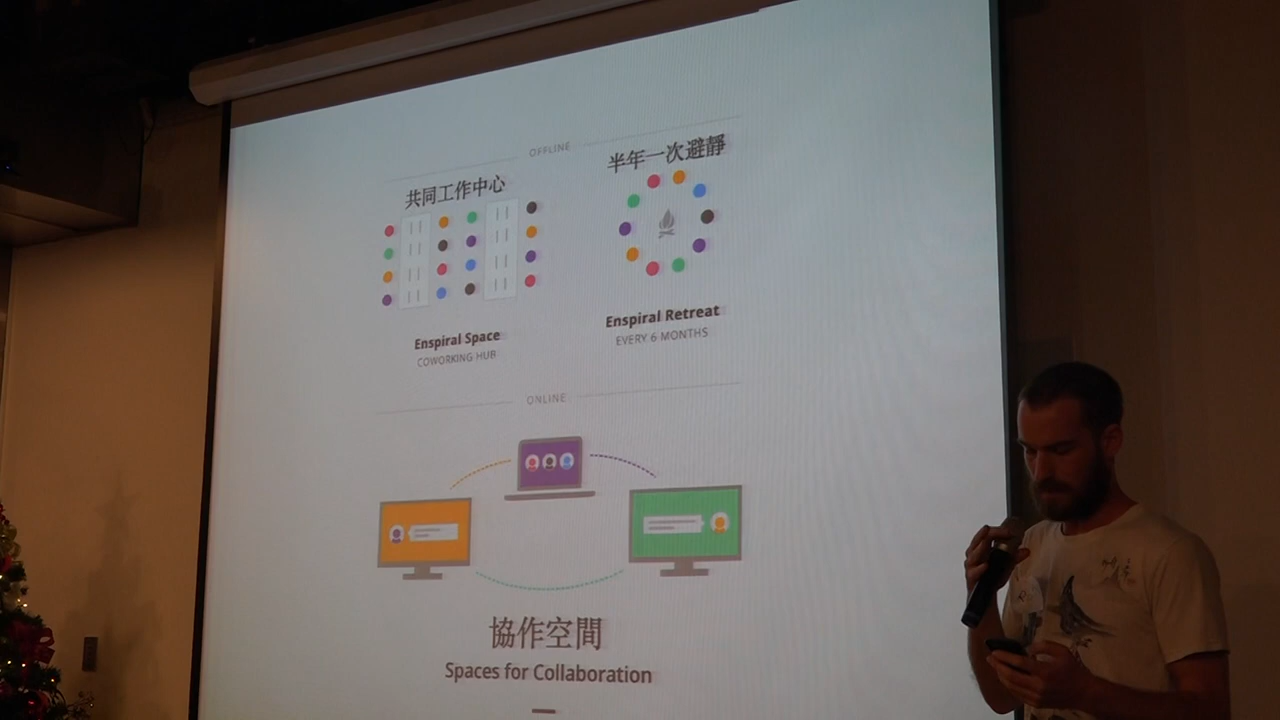 OFFLINE
共同工作中心
半年一次避靜
Enspiral Space
COWORKING HUB
Enspiral Retreat
EVERY 6 MONTHS
ONLINE
協作空間
Spaces for Collaboration